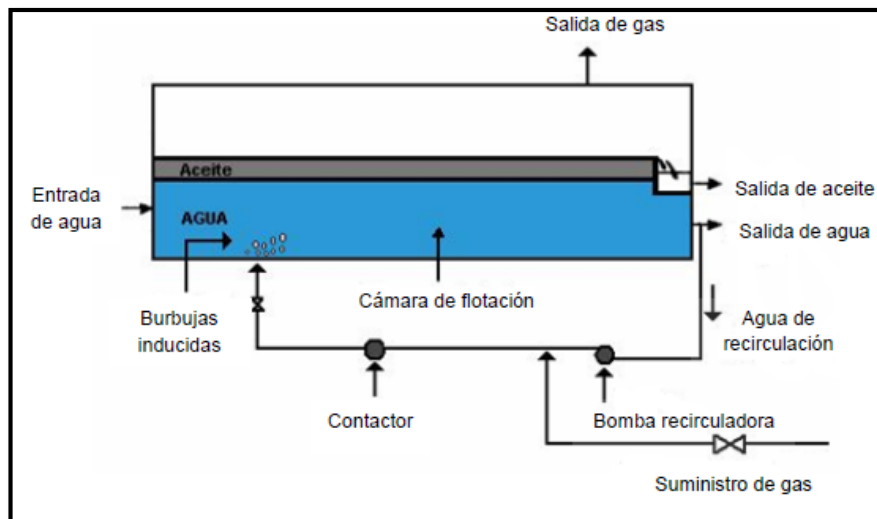 Salida de gas
Aceite
Entrada
de agua
Salida de aceite
AGUA
Salida de agua
Burbujas
inducidas
Cámara de flotación
Agua de
recirculación
Contactor
Bomba recirculadora
Suministro de gas